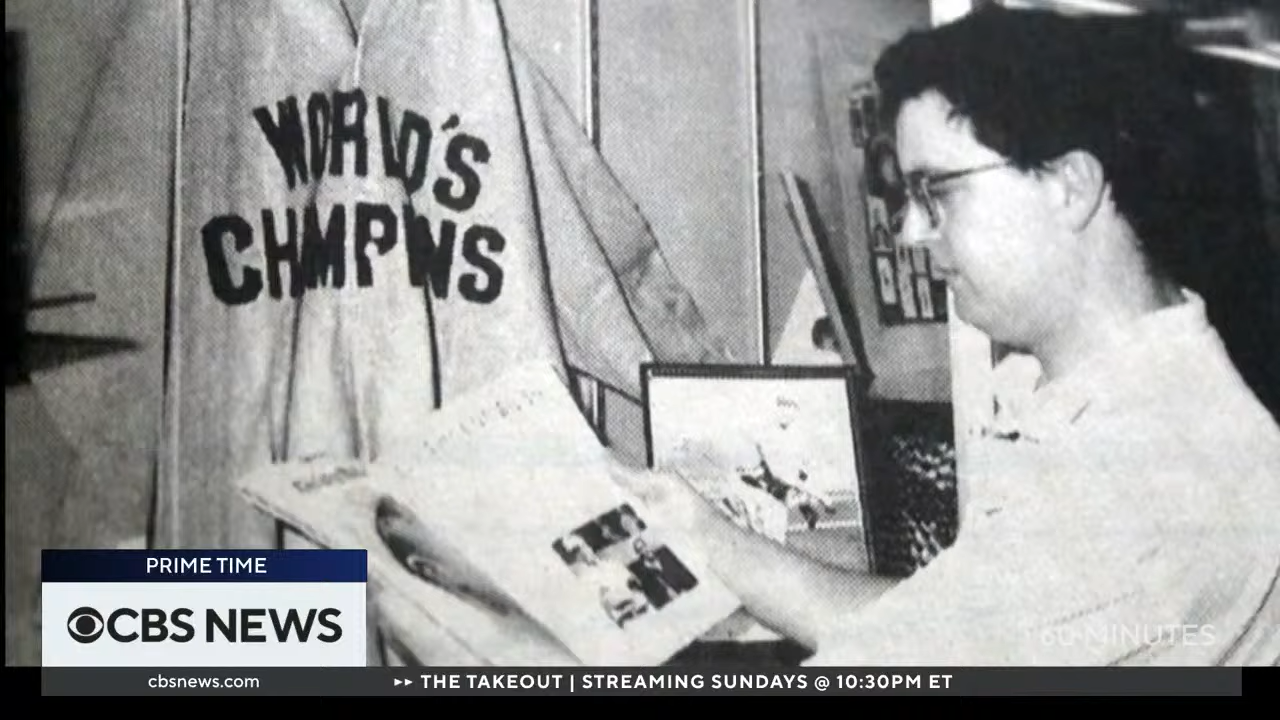 WORLD'S
CHMPNS
60 MINUTES
PRIME TIME
CBS NEWS
cbsnews.com
THE TAKEOUT | STREAMING SUNDAYS @ 10:30PM ET